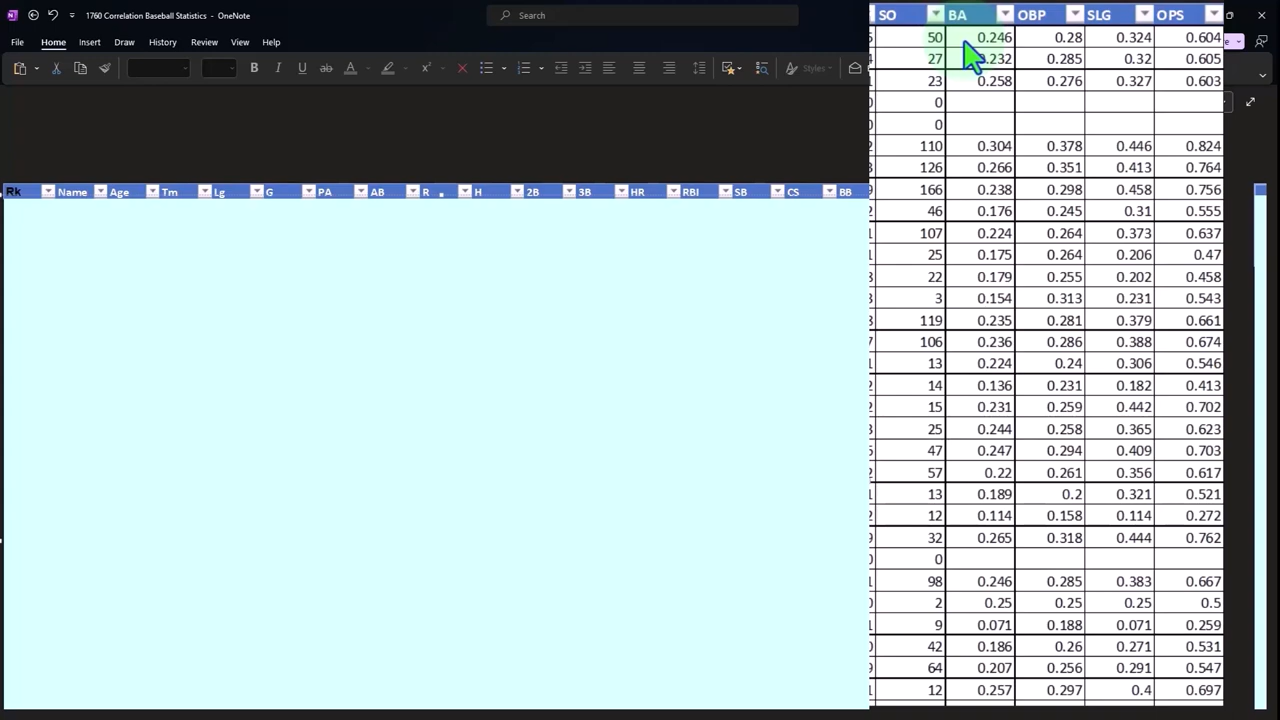 1760 Correlation Baseball Statistics - OneNote
Search
File Home Insert Draw History Review View Help
Styles
Rk Name Age Tm Lg G PA AB R H 2B 3B HR RBI SB CS BB
SO BA OBP SLG OPS
50 0.246 0.28 0.324 0.604
27 0.232 0.285 0.32 0.605
23 0.258 0.276 0.327 0.603
0
0
110 0.304 0.378 0.446 0.824
126 0.266 0.351 0.413 0.764
166 0.238 0.298 0.458 0.756
46 0.176 0.245 0.31 0.555
107 0.224 0.264 0.373 0.637
25 0.175 0.264 0.206 0.47
22 0.179 0.255 0.202 0.458
3 0.154 0.313 0.231 0.543
119 0.235 0.281 0.379 0.661
106 0.236 0.286 0.388 0.674
13 0.224 0.24 0.306 0.546
14 0.136 0.231 0.182 0.413
15 0.231 0.259 0.442 0.702
25 0.244 0.258 0.365 0.623
47 0.247 0.294 0.409 0.703
57 0.22 0.261 0.356 0.617
13 0.189 0.2 0.321 0.521
12 0.114 0.158 0.114 0.272
32 0.265 0.318 0.444 0.762
0
98 0.246 0.285 0.383 0.667
2 0.25 0.25 0.25 0.5
9 0.071 0.188 0.071 0.259
42 0.186 0.26 0.271 0.531
64 0.207 0.256 0.291 0.547
12 0.257 0.297 0.4 0.697